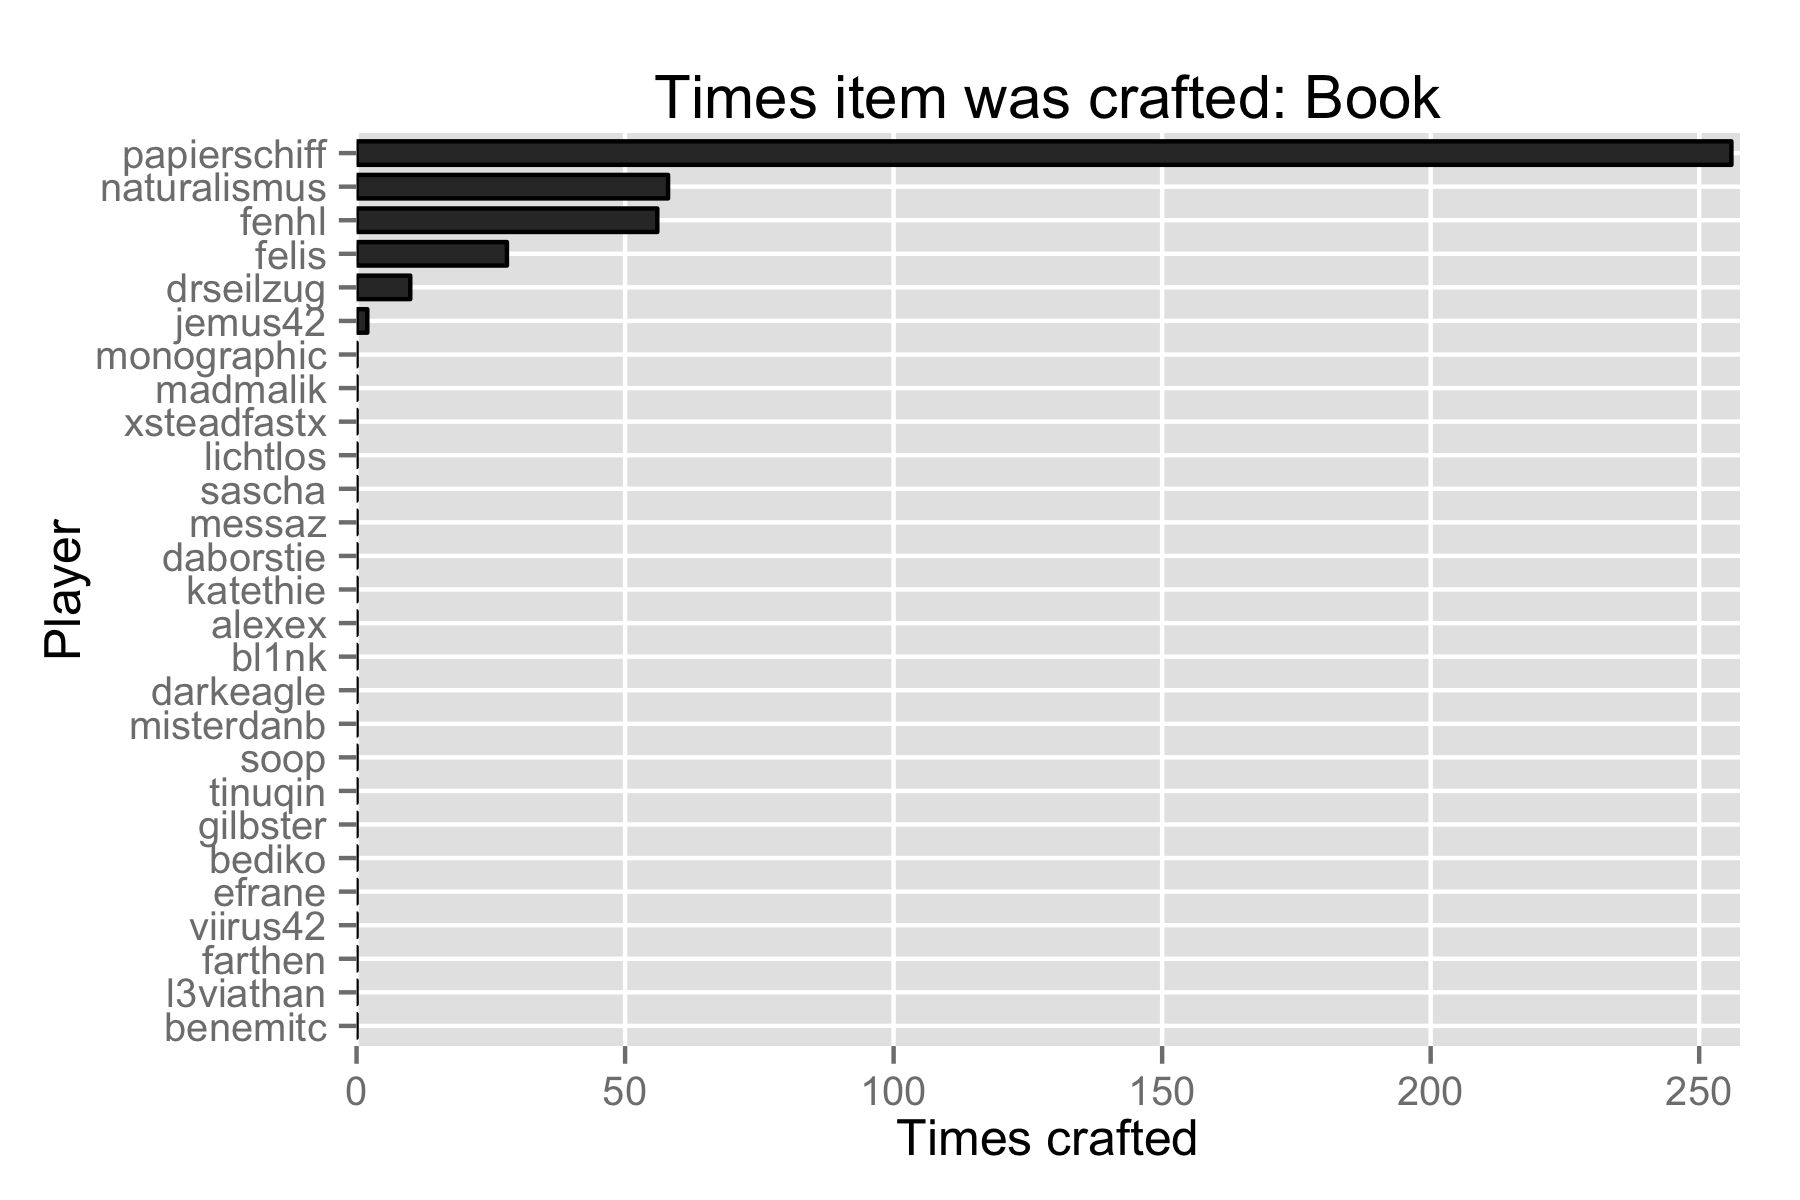 Times item was crafted: Book
papierschiff
naturalismus
fenhl
felis
drseilzug
jemus42
monographic
madmalik
xsteadfastx
lichtlos
sascha
messaz
daborstie
katethie
alexex
bl1nk
darkeagle
misterdanb
soop
tinuqin
gilbster
bediko
efrane
viirus42
farthen
l3viathan
benemitc
Player
0 50 100 150 200 250
Times crafted